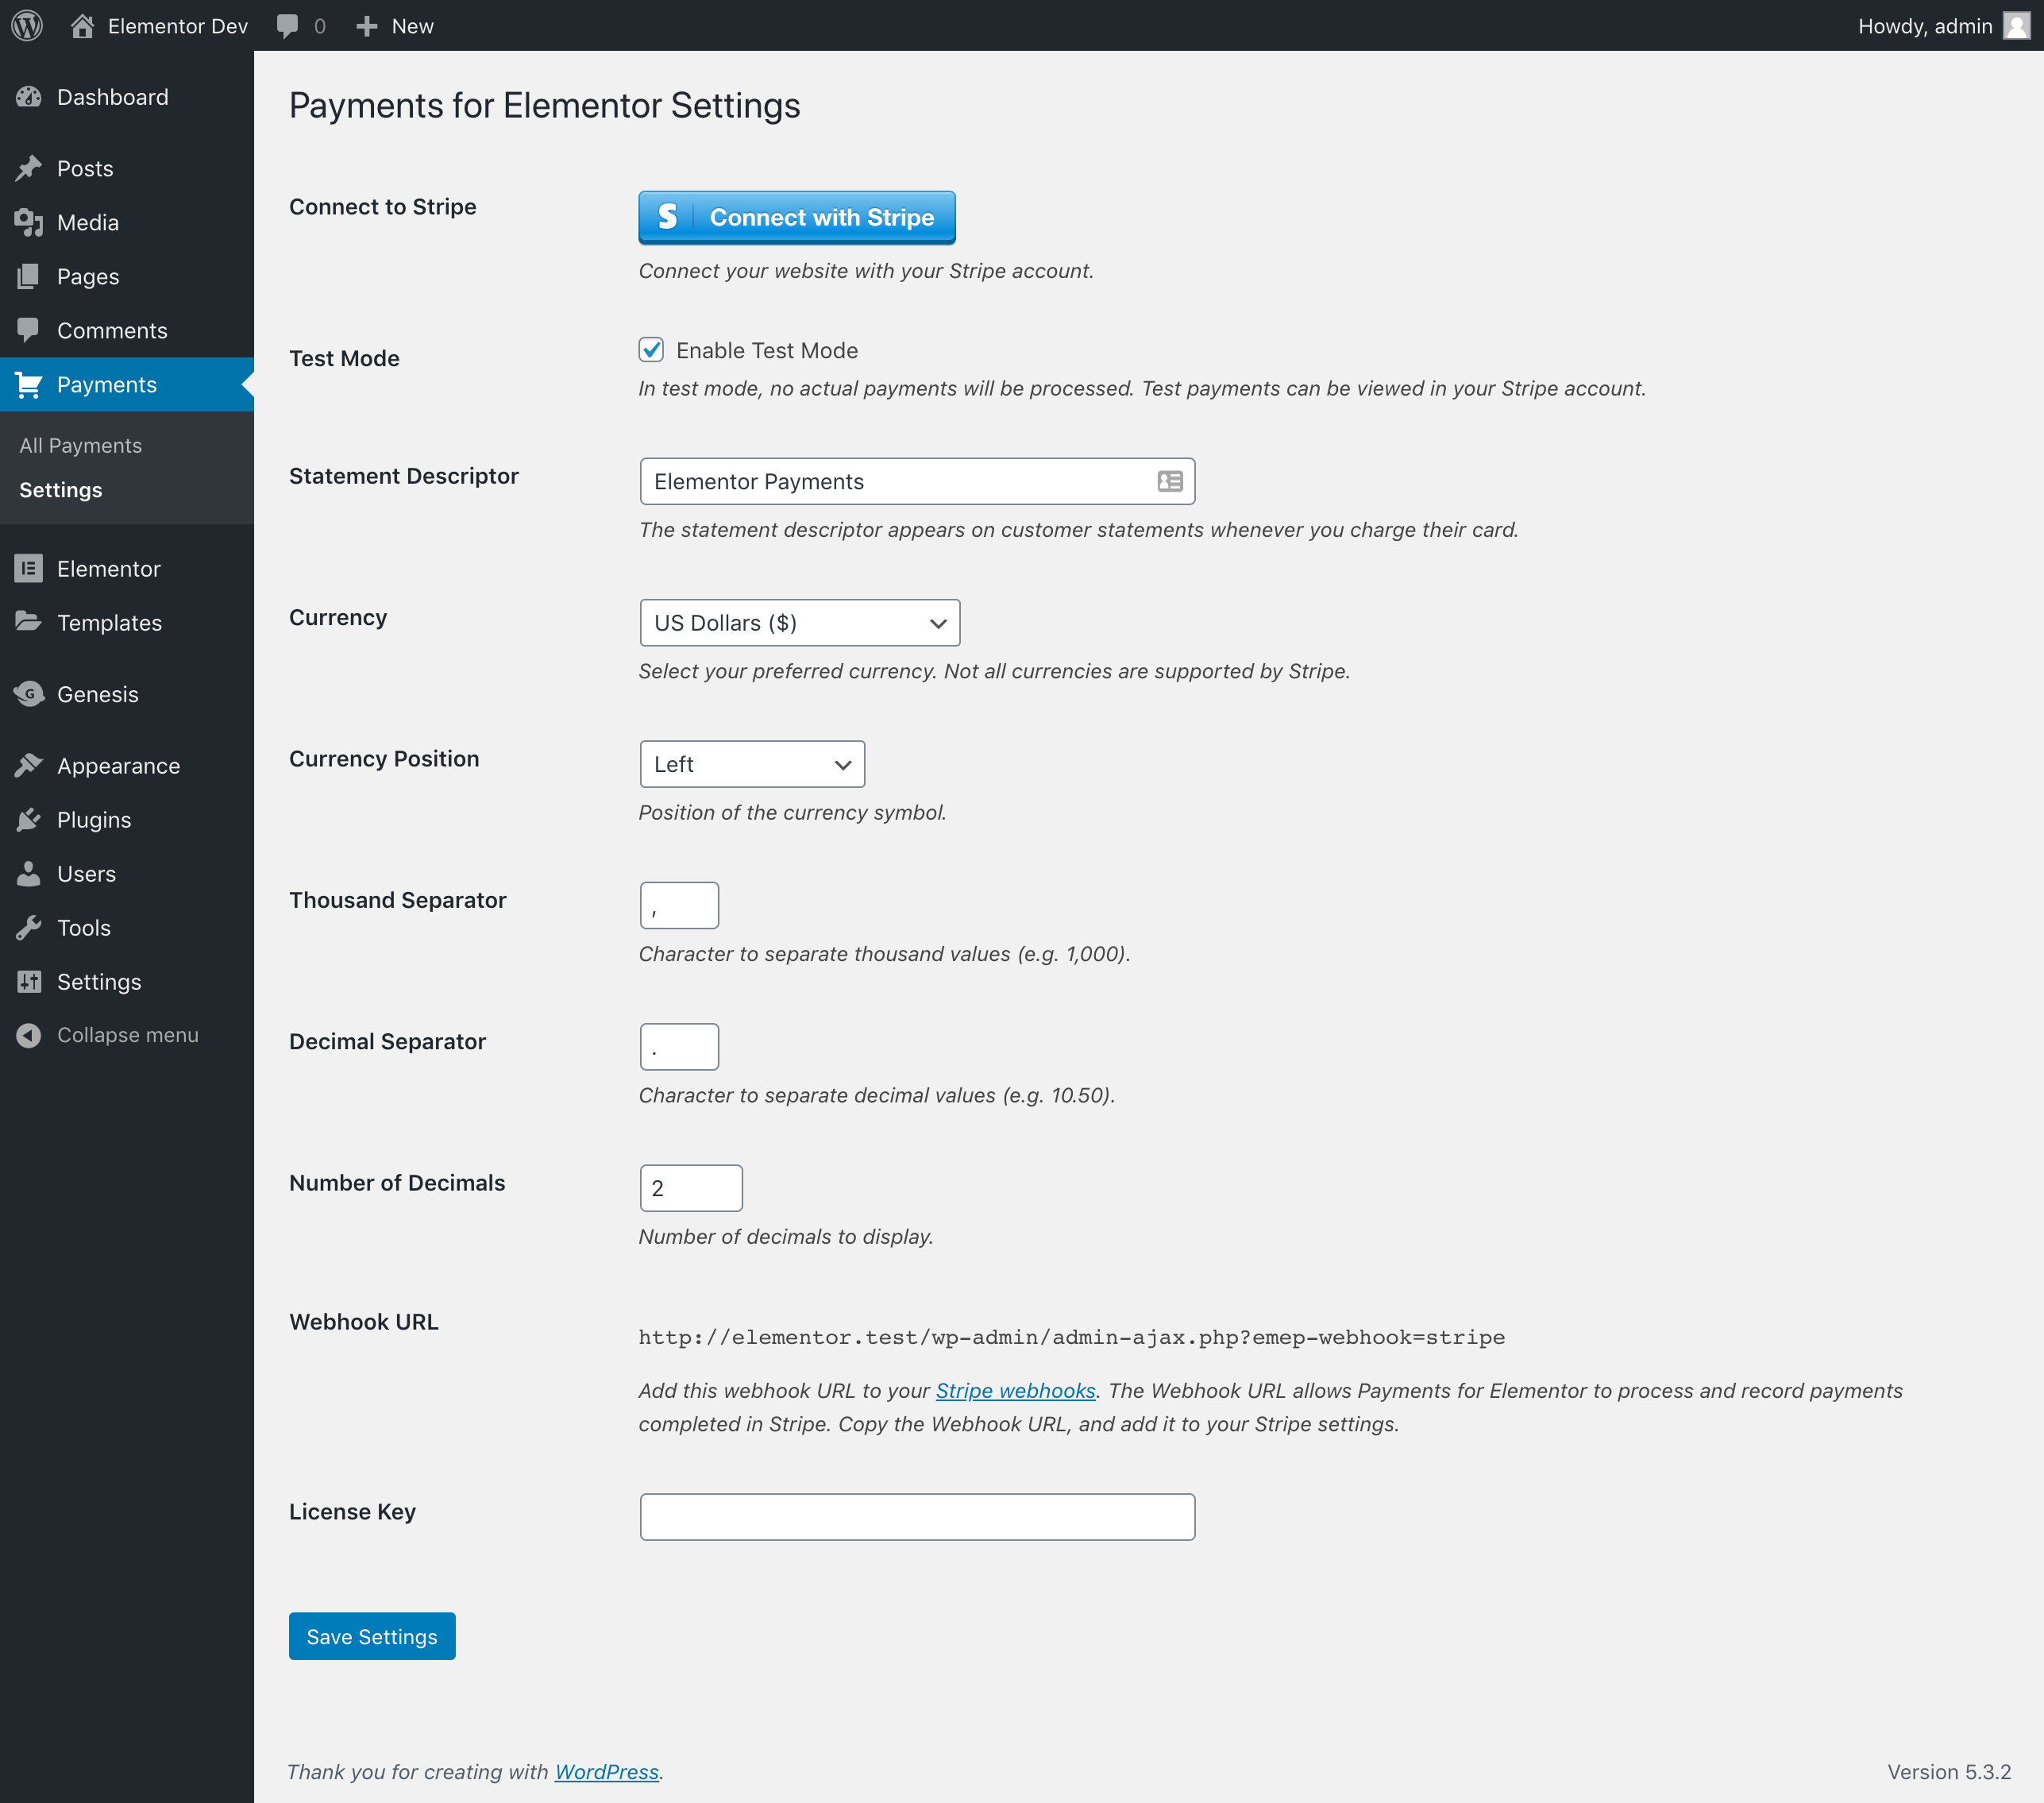 Elementor Dev 0 New Howdy, admin
Dashboard
Posts
Media
Pages
Comments
Payments
All Payments
Settings
Elementor
Templates
Genesis
Appearance
Plugins
Users
Tools
Settings
Collapse menu
Payments for Elementor Settings
Connect to Stripe
S Connect with Stripe
Connect your website with your Stripe account.
Test Mode
Enable Test Mode
In test mode, no actual payments will be processed. Test payments can be viewed in your Stripe account.
Statement Descriptor
Elementor Payments
The statement descriptor appears on customer statements whenever you charge their card.
Currency
US Dollars ($)
Select your preferred currency. Not all currencies are supported by Stripe.
Currency Position
Left
Position of the currency symbol.
Thousand Separator
,
Character to separate thousand values (e.g. 1,000).
Decimal Separator
.
Character to separate decimal values (e.g. 10.50).
Number of Decimals
2
Number of decimals to display.
Webhook URL
http://elementor.test/wp-admin/admin-ajax.php?emep-webhook=stripe
Add this webhook URL to your Stripe webhooks. The Webhook URL allows Payments for Elementor to process and record payments
completed in Stripe. Copy the Webhook URL, and add it to your Stripe settings.
License Key
Save Settings
Thank you for creating with WordPress.
Version 5.3.2